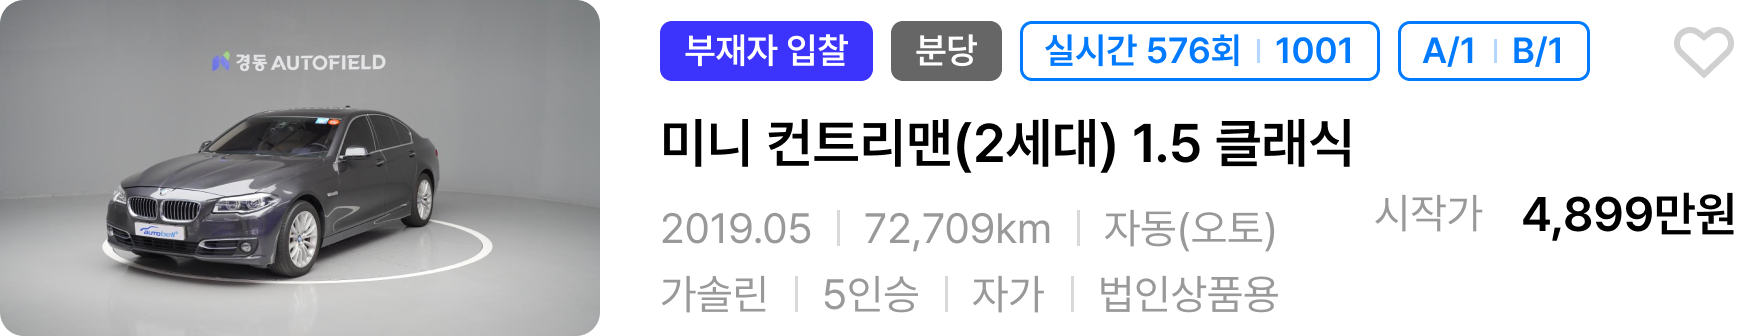 경동 AUTOFIELD
autobell
부재자 입찰 분당 실시간 576회 1001 A/1 B/1
미니 컨트리맨(2세대) 1.5 클래식
2019.05 72,709km 자동(오토)
시작가 4,899만원
가솔린 5인승 자가 법인상품용